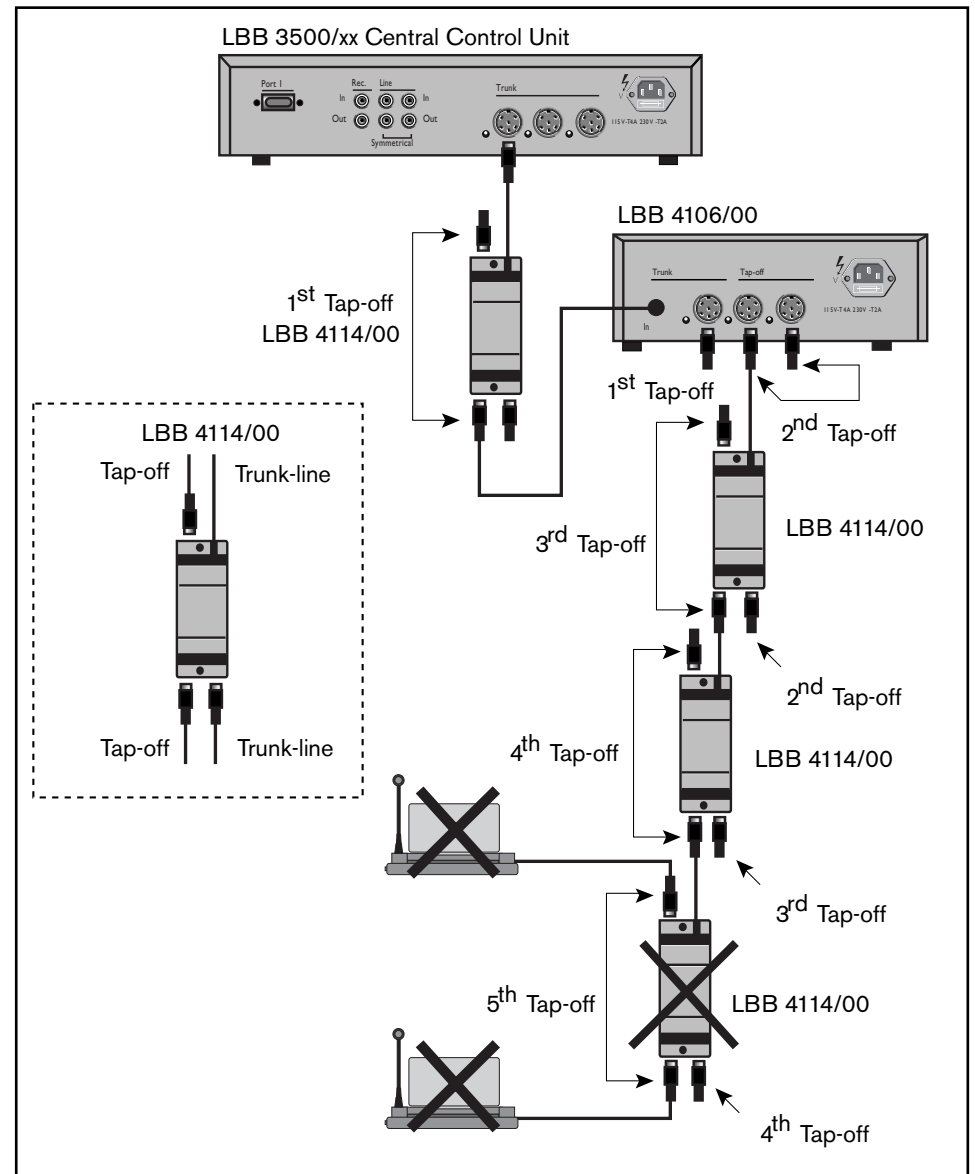 LBB 3500/xx Central Control Unit
Port 1
Rec. Line
In In
Out Out
Symmetrical
Trunk
V
115V-T4A 230V -T2A
LBB 4106/00
Trunk Tap-off
In
V
115V-T4A 230V -T2A
1st Tap-off
LBB 4114/00
1st Tap-off
2nd Tap-off
LBB 4114/00
Tap-off Trunk-line
Tap-off Trunk-line
3rd Tap-off
LBB 4114/00
2nd Tap-off
4th Tap-off
LBB 4114/00
3rd Tap-off
5th Tap-off
LBB 4114/00
4th Tap-off